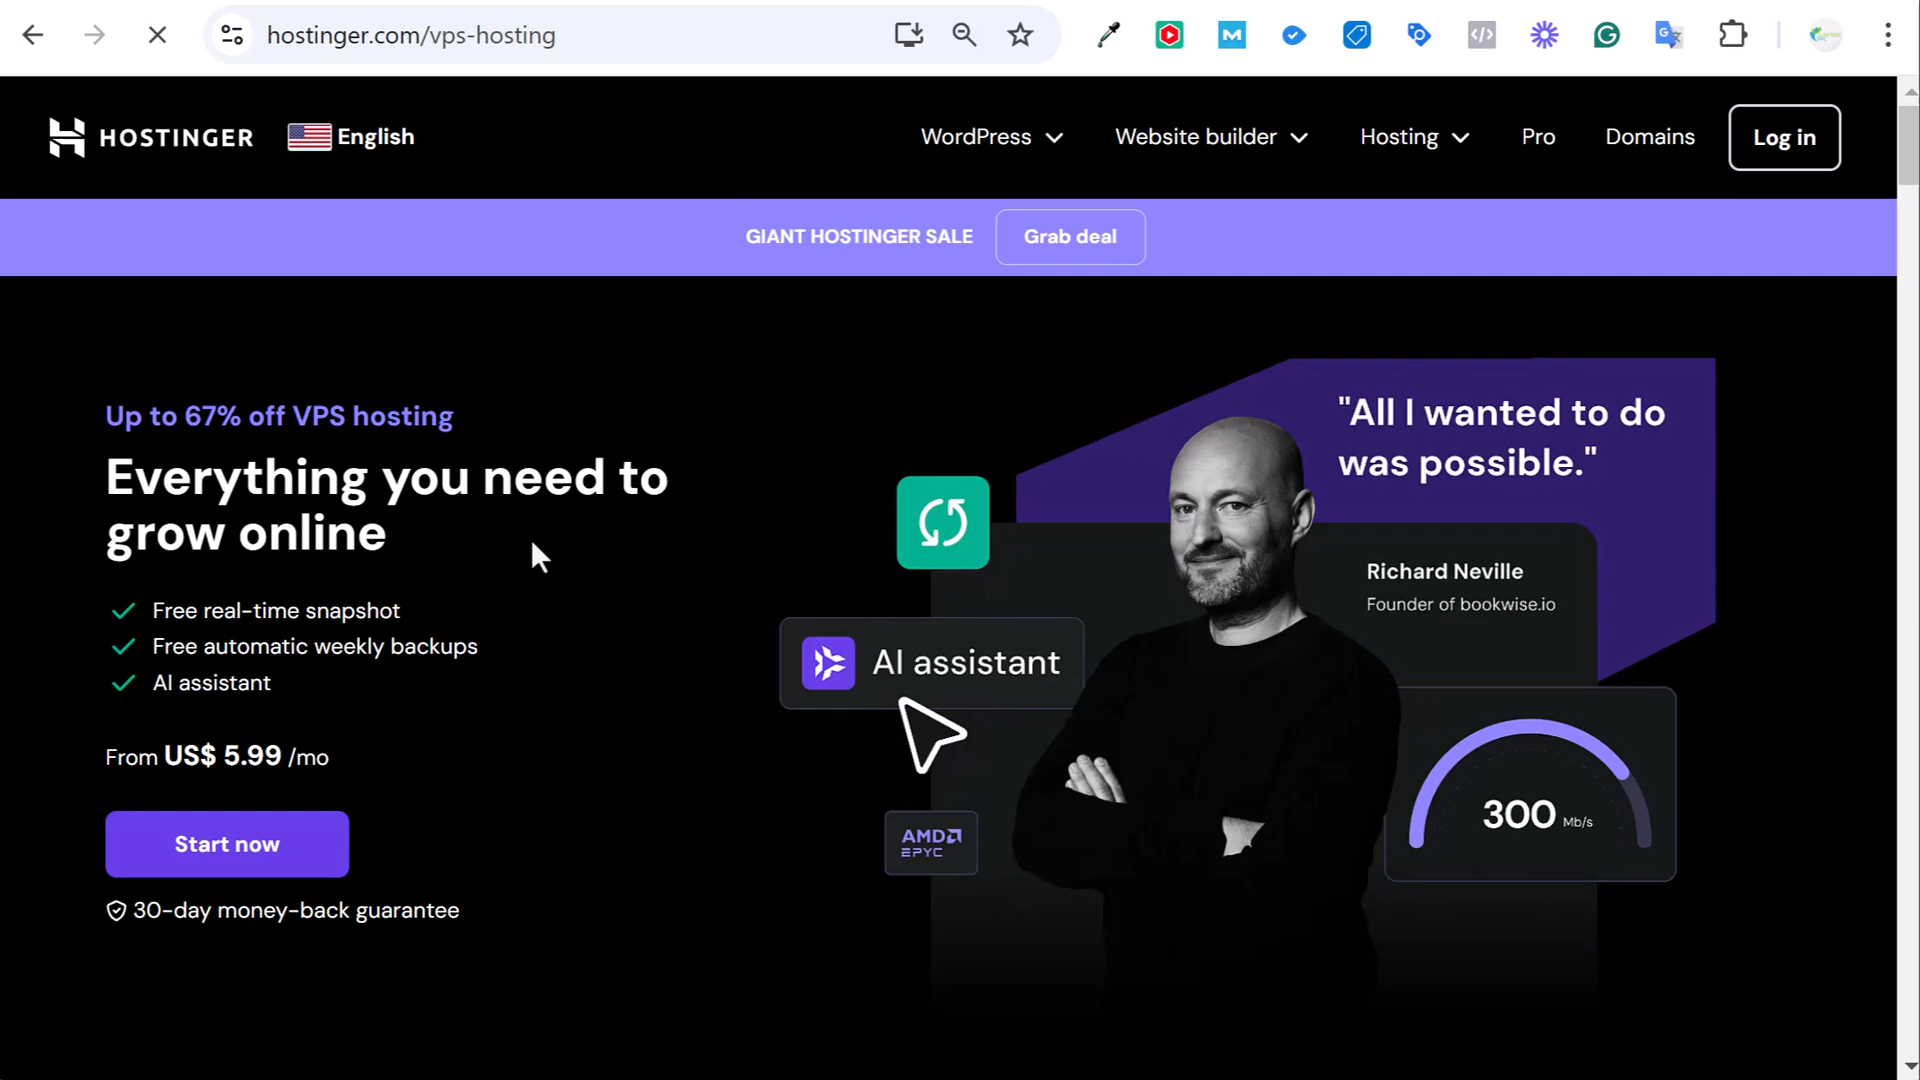 hostinger.com/vps-hosting
HOSTINGER
English
WordPress
Website builder
Hosting
Pro
Domains
Log in
GIANT HOSTINGER SALE
Grab deal
Up to 67% off VPS hosting
Everything you need to
grow online
Free real-time snapshot
Free automatic weekly backups
AI assistant
From US$ 5.99 /mo
Start now
30-day money-back guarantee
"All I wanted to do
was possible."
Richard Neville
Founder of bookwise.io
AI assistant
AMD
EPYC
300 Mb/s